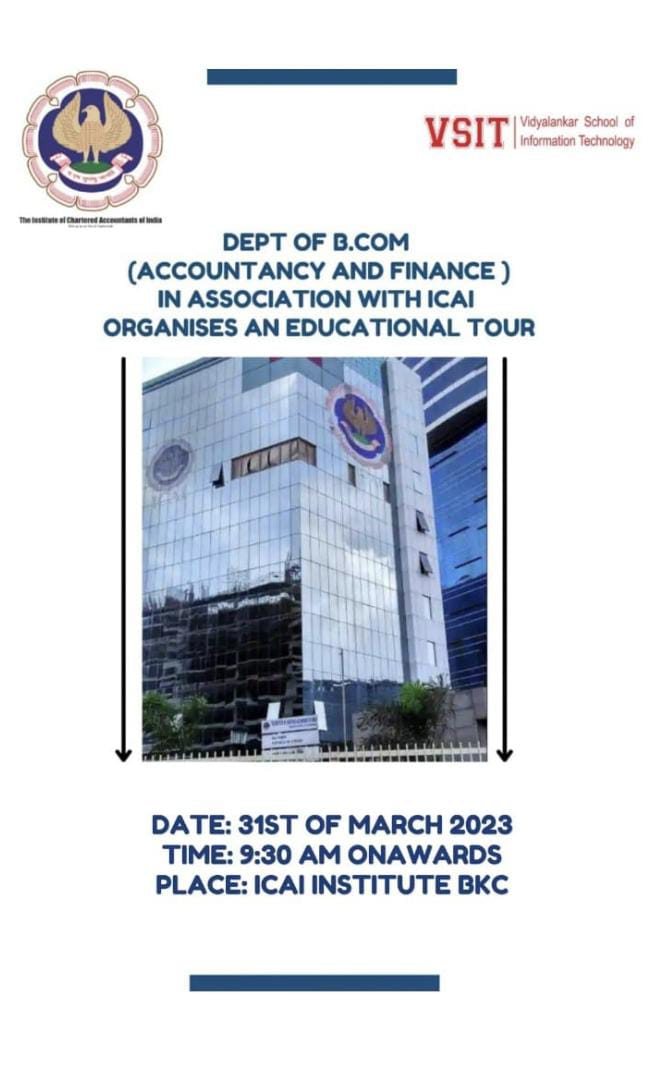 VSIT
Vidyalankar School of
Information Technology
The Institute of Chartered Accountants of India
DEPT OF B.COM
(ACCOUNTANCY AND FINANCE )
IN ASSOCIATION WITH ICAI
ORGANISES AN EDUCATIONAL TOUR
DATE: 31ST OF MARCH 2023
TIME: 9:30 AM ONAWARDS
PLACE: ICAI INSTITUTE BKC